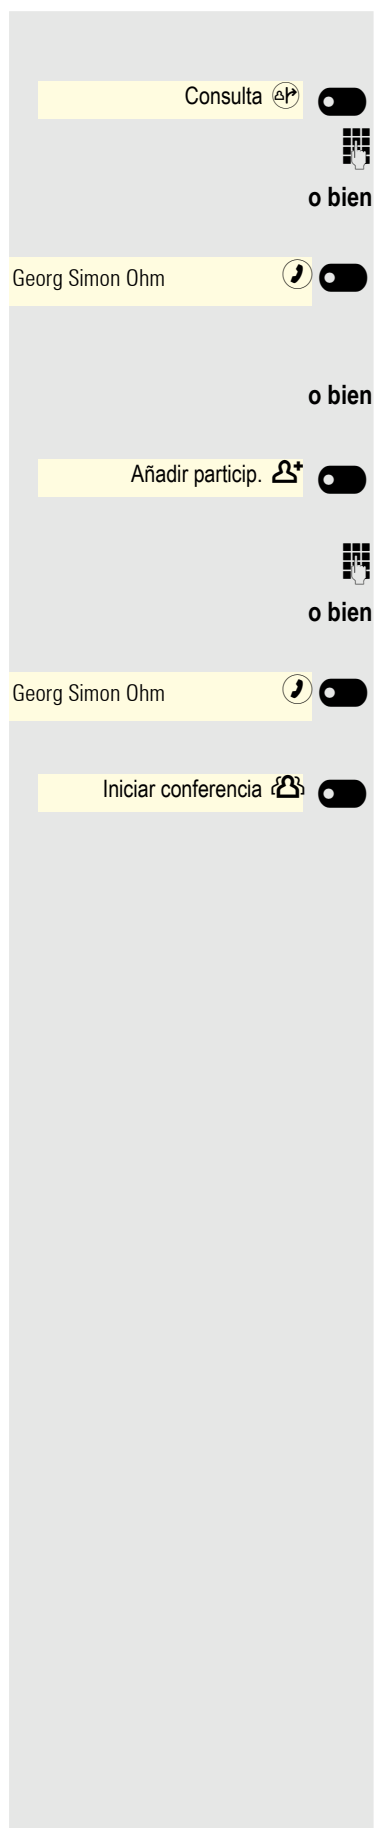 Consulta
o bien
Georg Simon Ohm
o bien
Añadir particip.
o bien
Georg Simon Ohm
Iniciar conferencia